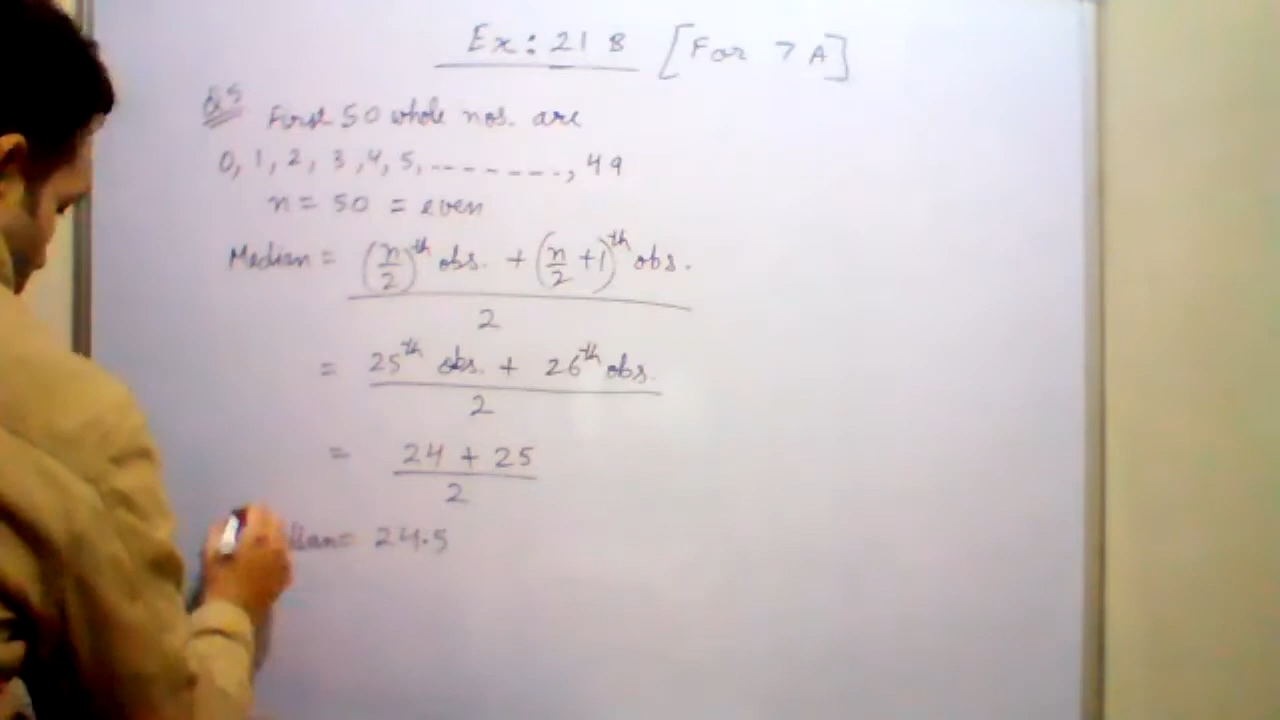 Ex: 21 B [For 7 A]
Q5 First 50 whole nos. are
0, 1, 2, 3, 4, 5, --------, 49
n = 50 = even
Median = (n/2)th obs. + (n/2 + 1)th obs.
2
= 25th obs. + 26th obs.
2
= 24 + 25
2
= 24.5